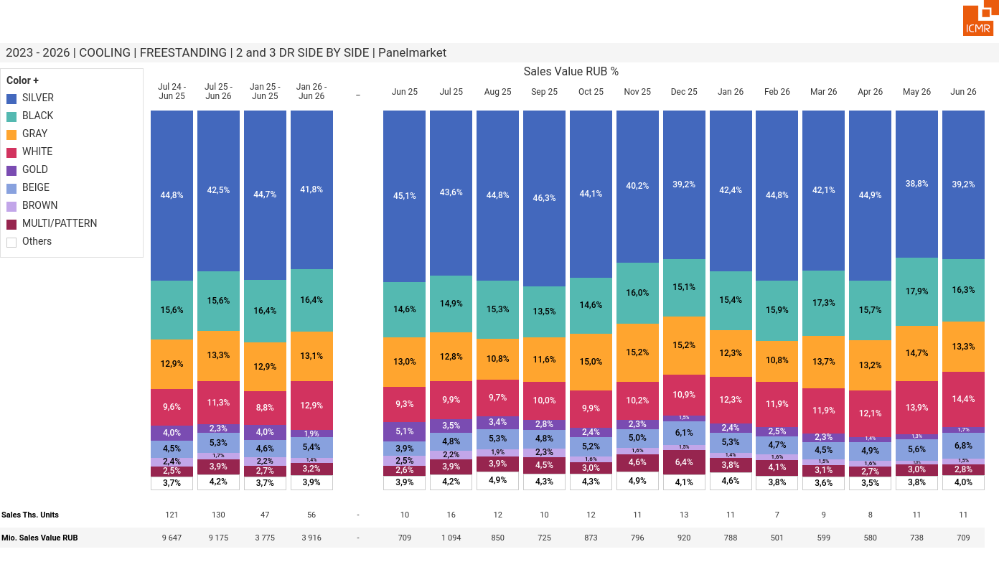 ICMR
2023 - 2026 | COOLING | FREESTANDING | 2 and 3 DR SIDE BY SIDE | Panelmarket
Sales Value RUB %
Color +
SILVER
BLACK
GRAY
WHITE
GOLD
BEIGE
BROWN
MULTI/PATTERN
Others
Jul 24 - Jul 25 - Jan 25 - Jan 26 -
Jun 25 Jun 26 Jun 25 Jun 26 – Jun 25 Jul 25 Aug 25 Sep 25 Oct 25 Nov 25 Dec 25 Jan 26 Feb 26 Mar 26 Apr 26 May 26 Jun 26
44,8% 42,5% 44,7% 41,8% 45,1% 43,6% 44,8% 46,3% 44,1% 40,2% 39,2% 42,4% 44,8% 42,1% 44,9% 38,8% 39,2%
15,6% 15,6% 16,4% 16,4% 14,6% 14,9% 15,3% 13,5% 14,6% 16,0% 15,1% 15,4% 15,9% 17,3% 15,7% 17,9% 16,3%
12,9% 13,3% 12,9% 13,1% 13,0% 12,8% 10,8% 11,6% 15,0% 15,2% 15,2% 12,3% 10,8% 13,7% 13,2% 14,7% 13,3%
9,6% 11,3% 8,8% 12,9% 9,3% 9,9% 9,7% 10,0% 9,9% 10,2% 10,9% 12,3% 11,9% 11,9% 12,1% 13,9% 14,4%
4,0% 2,3% 4,0% 1,9% 5,1% 3,5% 3,4% 2,8% 2,4% 2,3% 1,5% 2,4% 2,5% 2,3% 1,4% 1,3% 1,7%
4,5% 5,3% 4,6% 5,4% 3,9% 4,8% 5,3% 4,8% 5,2% 5,0% 6,1% 5,3% 4,7% 4,5% 4,9% 5,6% 6,8%
2,4% 1,7% 2,2% 1,4% 2,5% 2,2% 1,9% 2,3% 1,6% 1,6% 1,5% 1,4% 1,6% 1,5% 1,6% 1,0% 1,5%
2,5% 3,9% 2,7% 3,2% 2,6% 3,9% 3,9% 4,5% 3,0% 4,6% 6,4% 3,8% 4,1% 3,1% 2,7% 3,0% 2,8%
3,7% 4,2% 3,7% 3,9% 3,9% 4,2% 4,9% 4,3% 4,3% 4,9% 4,1% 4,6% 3,8% 3,6% 3,5% 3,8% 4,0%
Sales Ths. Units 121 130 47 56 - 10 16 12 10 12 11 13 11 7 9 8 11 11
Mio. Sales Value RUB 9 647 9 175 3 775 3 916 - 709 1 094 850 725 873 796 920 788 501 599 580 738 709